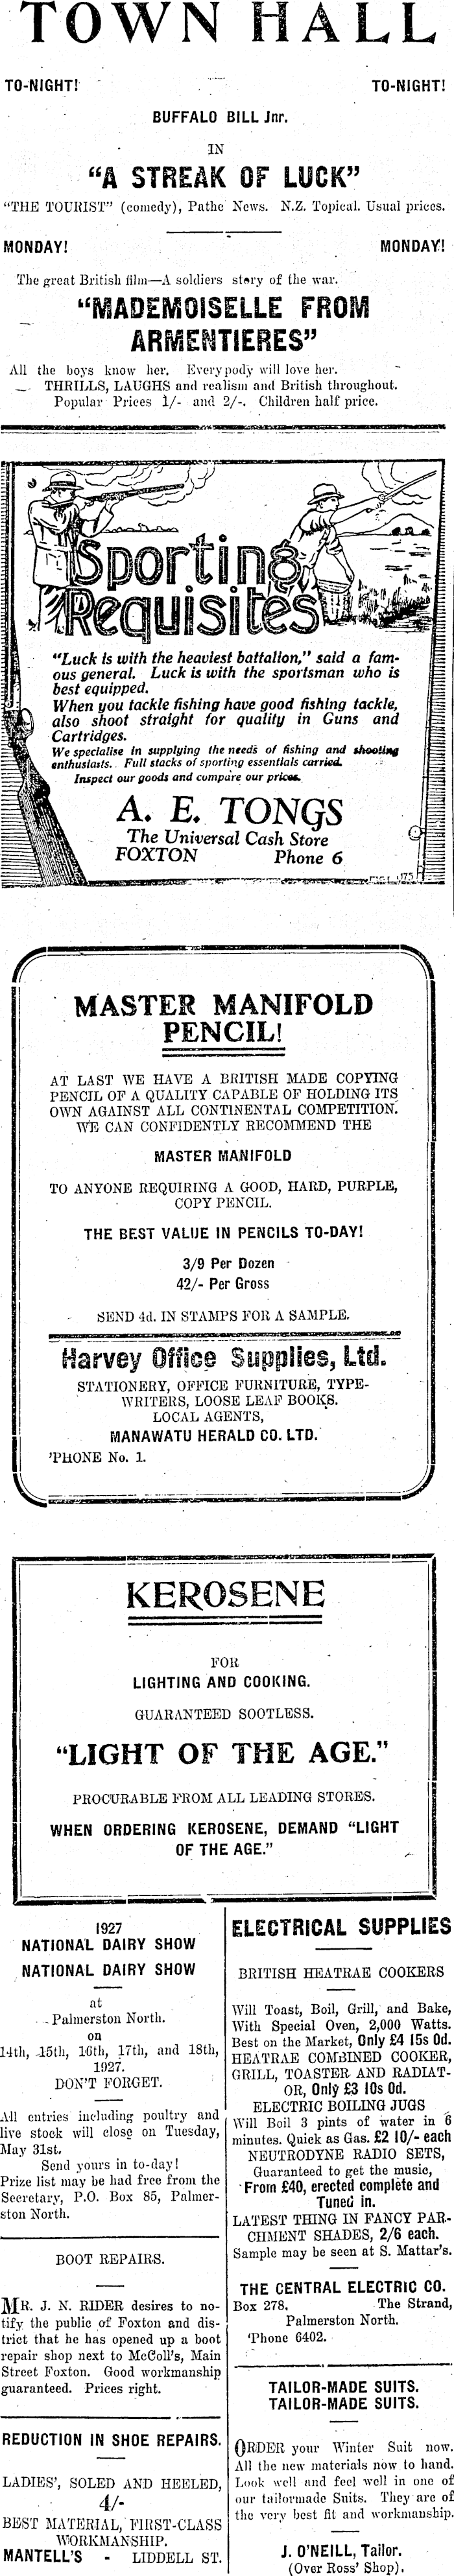 TOWN HALL
TO-NIGHT! TO-NIGHT!
BUFFALO BILL Jnr.
IN
"A STREAK OF LUCK"
"THE TOURIST" (comedy), Pathe News. N.Z. Topical. Usual prices.
MONDAY! MONDAY!
The great British film—A soldiers story of the war.
"MADEMOISELLE FROM
ARMENTIERES"
All the boys know her. Everypody will love her.
THRILLS, LAUGHS and realism and British throughout.
Popular Prices 1/- and 2/-. Children half price.
Sporting
Requisites
"Luck is with the heaviest battalion," said a fam-
ous general. Luck is with the sportsman who is
best equipped.
When you tackle fishing have good fishing tackle,
also shoot straight for quality in Guns and
Cartridges.
We specialise in supplying the needs of fishing and shooting
enthusiasts. Full stacks of sporting essentials carried.
Inspect our goods and compare our prices.
A. E. TONGS
The Universal Cash Store
FOXTON Phone 6
MASTER MANIFOLD
PENCIL!
AT LAST WE HAVE A BRITISH MADE COPYING
PENCIL OF A QUALITY CAPABLE OF HOLDING ITS
OWN AGAINST ALL CONTINENTAL COMPETITION.
WE CAN CONFIDENTLY RECOMMEND THE
MASTER MANIFOLD
TO ANYONE REQUIRING A GOOD, HARD, PURPLE,
COPY PENCIL.
THE BEST VALUE IN PENCILS TO-DAY!
3/9 Per Dozen
42/- Per Gross
SEND 4d. IN STAMPS FOR A SAMPLE.
Harvey Office Supplies, Ltd.
STATIONERY, OFFICE FURNITURE, TYPE-
WRITERS, LOOSE LEAF BOOKS.
LOCAL AGENTS,
MANAWATU HERALD CO. LTD.
'PHONE No. 1.
KEROSENE
FOR
LIGHTING AND COOKING.
GUARANTEED SOOTLESS.
"LIGHT OF THE AGE."
PROCURABLE FROM ALL LEADING STORES.
WHEN ORDERING KEROSENE, DEMAND "LIGHT
OF THE AGE."
1927
NATIONAL DAIRY SHOW
NATIONAL DAIRY SHOW
at
Palmerston North.
on
14th, 15th, 16th, 17th, and 18th,
1927.
DON'T FORGET.
All entries including poultry and
live stock will close on Tuesday,
May 31st.
Send yours in to-day!
Prize list may be had free from the
Secretary, P.O. Box 85, Palmer-
ston North.
BOOT REPAIRS.
MR. J. N. RIDER desires to no-
tify the public of Foxton and dis-
trict that he has opened up a boot
repair shop next to McColl's, Main
Street Foxton. Good workmanship
guaranteed. Prices right.
REDUCTION IN SHOE REPAIRS.
LADIES', SOLED AND HEELED,
4/-
BEST MATERIAL, FIRST-CLASS
WORKMANSHIP.
MANTELL'S - LIDDELL ST.
ELECTRICAL SUPPLIES
BRITISH HEATRAE COOKERS
Will Toast, Boil, Grill, and Bake,
With Special Oven, 2,000 Watts.
Best on the Market, Only £4 15s 0d.
HEATRAE COMBINED COOKER,
GRILL, TOASTER AND RADIAT-
OR, Only £3 10s 0d.
ELECTRIC BOILING JUGS
Will Boil 3 pints of water in 6
minutes. Quick as Gas. £2 10/- each
NEUTRODYNE RADIO SETS,
Guaranteed to get the music,
From £40, erected complete and
Tuned in.
LATEST THING IN FANCY PAR-
CHMENT SHADES, 2/6 each.
Sample may be seen at S. Mattar's.
THE CENTRAL ELECTRIC CO.
Box 278. The Strand,
Palmerston North.
'Phone 6402.
TAILOR-MADE SUITS.
TAILOR-MADE SUITS.
ORDER your Winter Suit now.
All the new materials now to hand.
Look well and feel well in one of
our tailormade Suits. They are of
the very best fit and workmanship.
J. O'NEILL, Tailor.
(Over Ross' Shop).